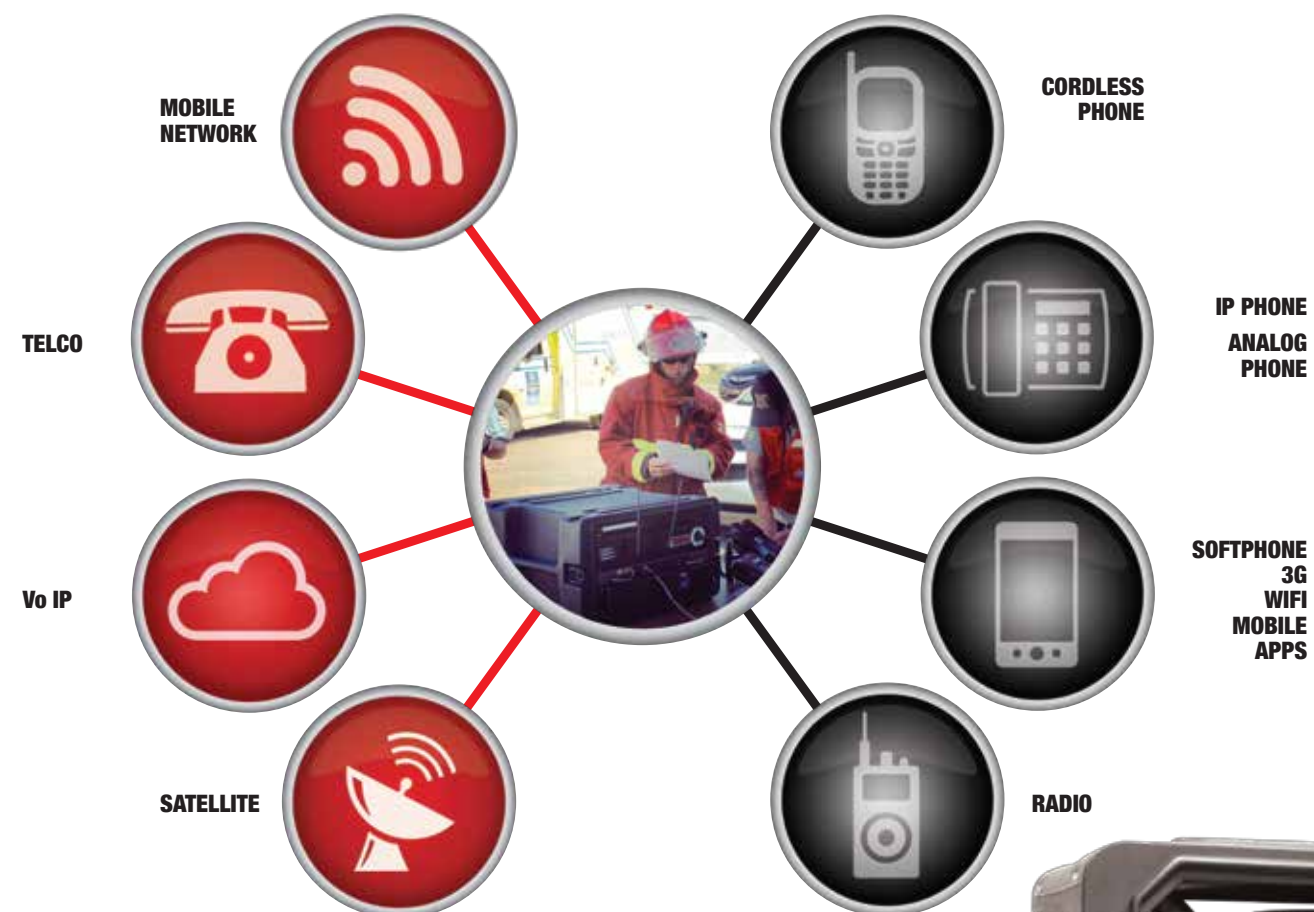 MOBILE
NETWORK
CORDLESS
PHONE
TELCO
IP PHONE
ANALOG
PHONE
Vo IP
SOFTPHONE
3G
WIFI
MOBILE
APPS
SATELLITE
RADIO